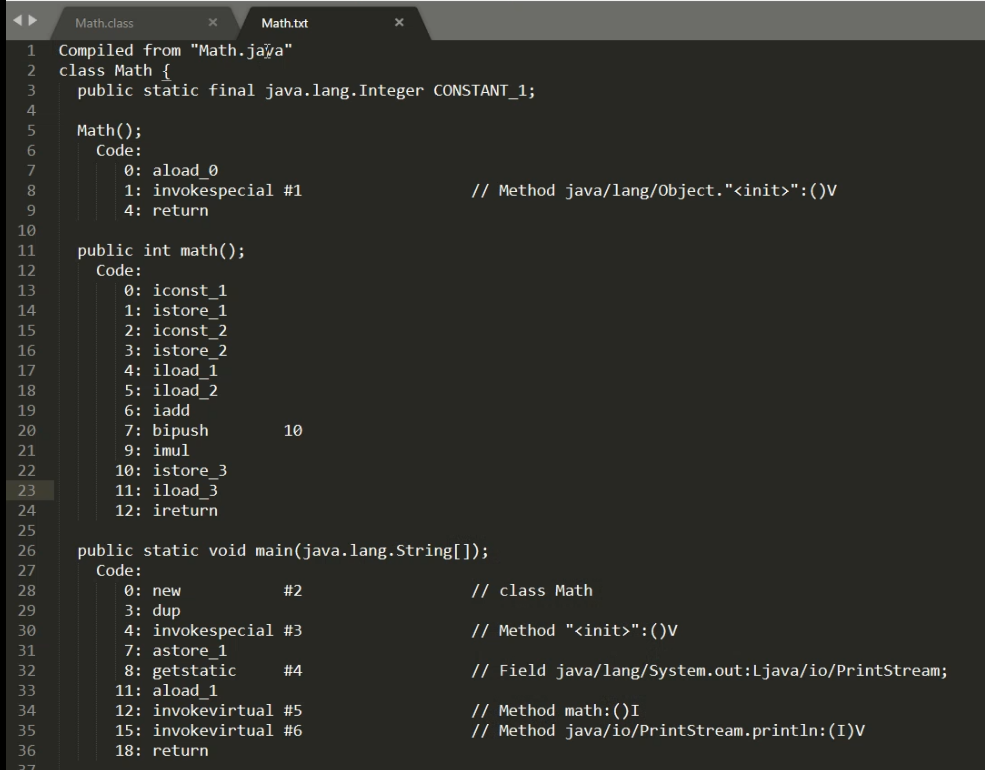 Math.class × Math.txt ×
1 Compiled from "Math.java"
2 class Math {
3 public static final java.lang.Integer CONSTANT_1;
4
5 Math();
6 Code:
7 0: aload_0
8 1: invokespecial #1 // Method java/lang/Object."<init>":()V
9 4: return
10
11 public int math();
12 Code:
13 0: iconst_1
14 1: istore_1
15 2: iconst_2
16 3: istore_2
17 4: iload_1
18 5: iload_2
19 6: iadd
20 7: bipush 10
21 9: imul
22 10: istore_3
23 11: iload_3
24 12: ireturn
25
26 public static void main(java.lang.String[]);
27 Code:
28 0: new #2 // class Math
29 3: dup
30 4: invokespecial #3 // Method "<init>":()V
31 7: astore_1
32 8: getstatic #4 // Field java/lang/System.out:Ljava/io/PrintStream;
33 11: aload_1
34 12: invokevirtual #5 // Method math:()I
35 15: invokevirtual #6 // Method java/io/PrintStream.println:(I)V
36 18: return
37